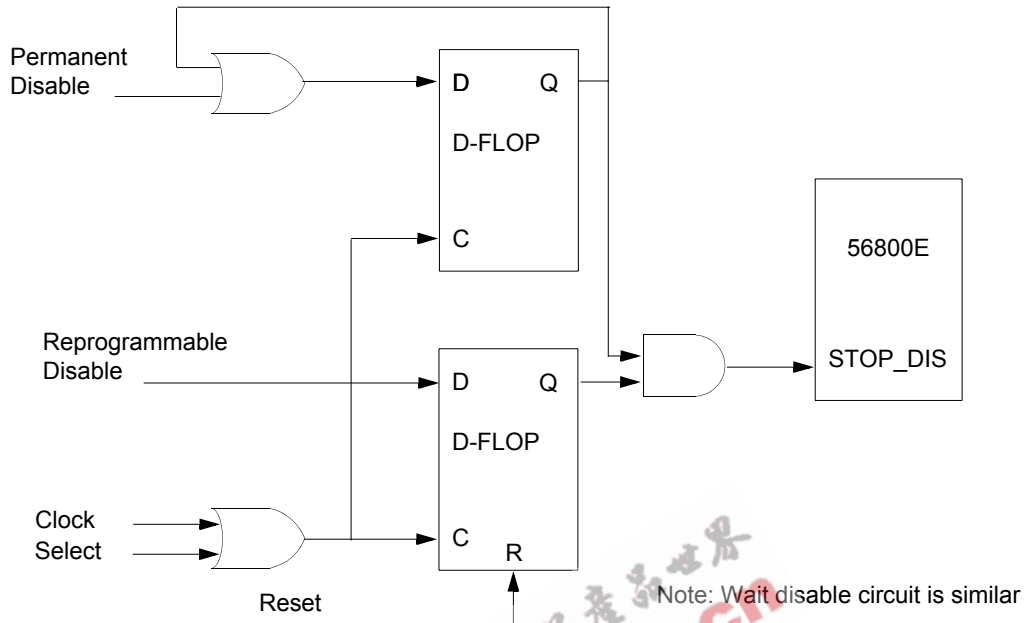 Permanent
Disable
D Q
D-FLOP
C
56800E
STOP_DIS
Reprogrammable
Disable
D Q
D-FLOP
Clock
Select
C
R
Reset
Note: Wait disable circuit is similar